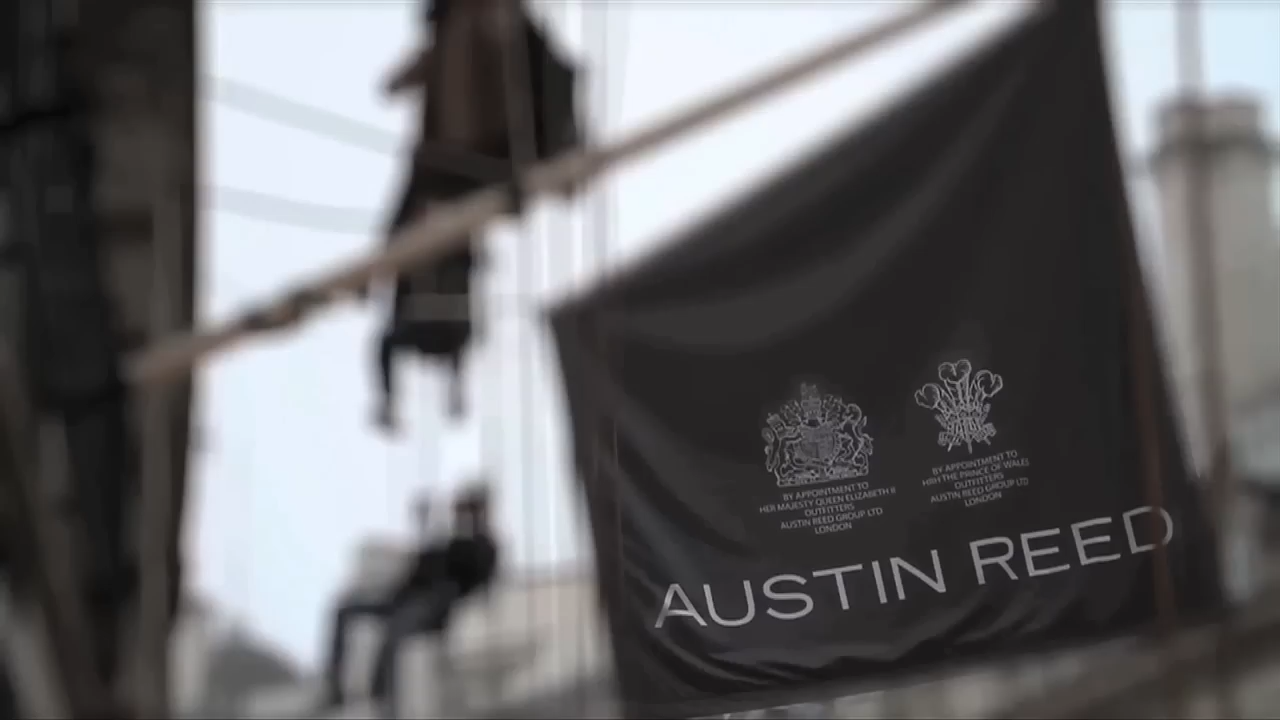 BY APPOINTMENT TO
HER MAJESTY QUEEN ELIZABETH II
OUTFITTERS
AUSTIN REED GROUP LTD
LONDON
BY APPOINTMENT TO
HRH THE PRINCE OF WALES
OUTFITTERS
AUSTIN REED GROUP LTD
LONDON
AUSTIN REED